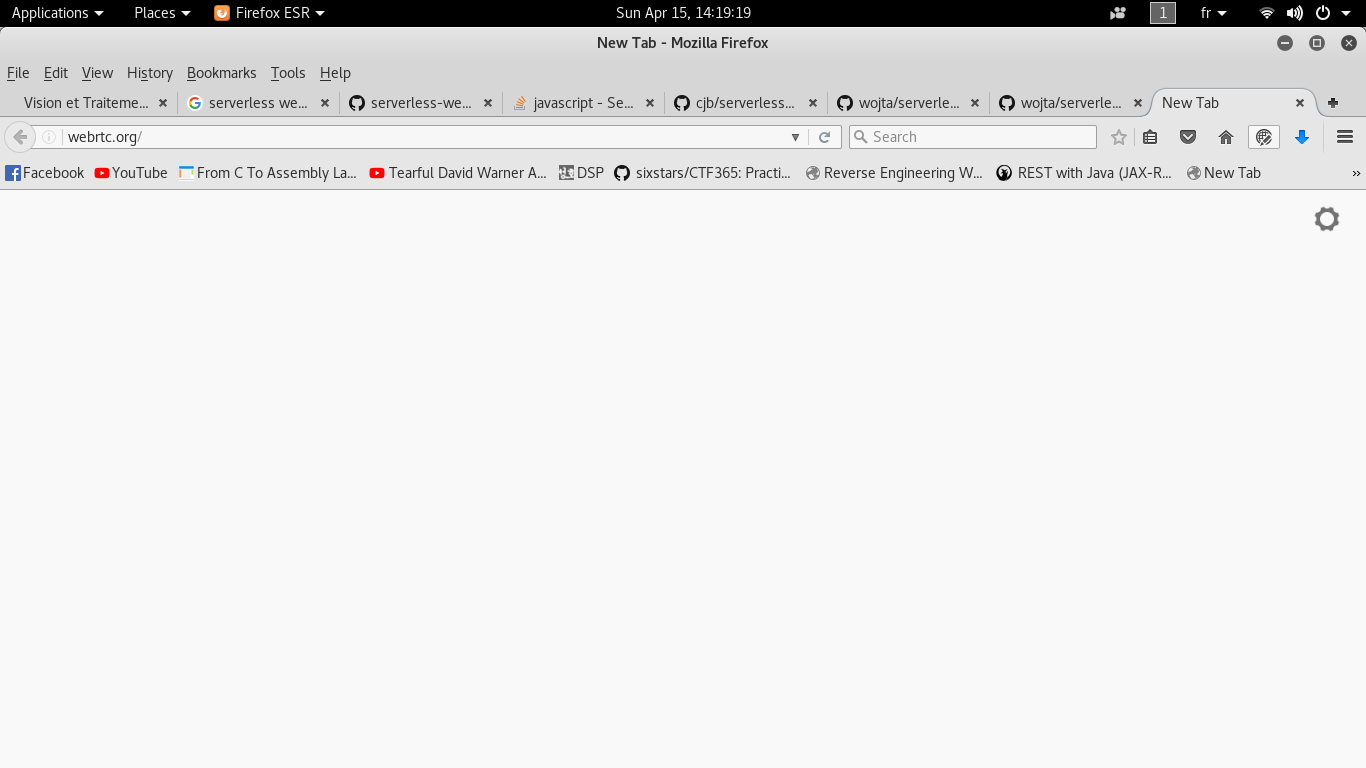 Applications Places Firefox ESR Sun Apr 15, 14:19:19 1 fr
New Tab - Mozilla Firefox
File Edit View History Bookmarks Tools Help
Vision et Traiteme... serverless we... serverless-we... javascript - Se... cjb/serverless... wojta/serverle... wojta/serverle... New Tab
webrtc.org/ Search
Facebook YouTube From C To Assembly La... Tearful David Warner A... DSP sixstars/CTF365: Practi... Reverse Engineering W... REST with Java (JAX-R... New Tab »